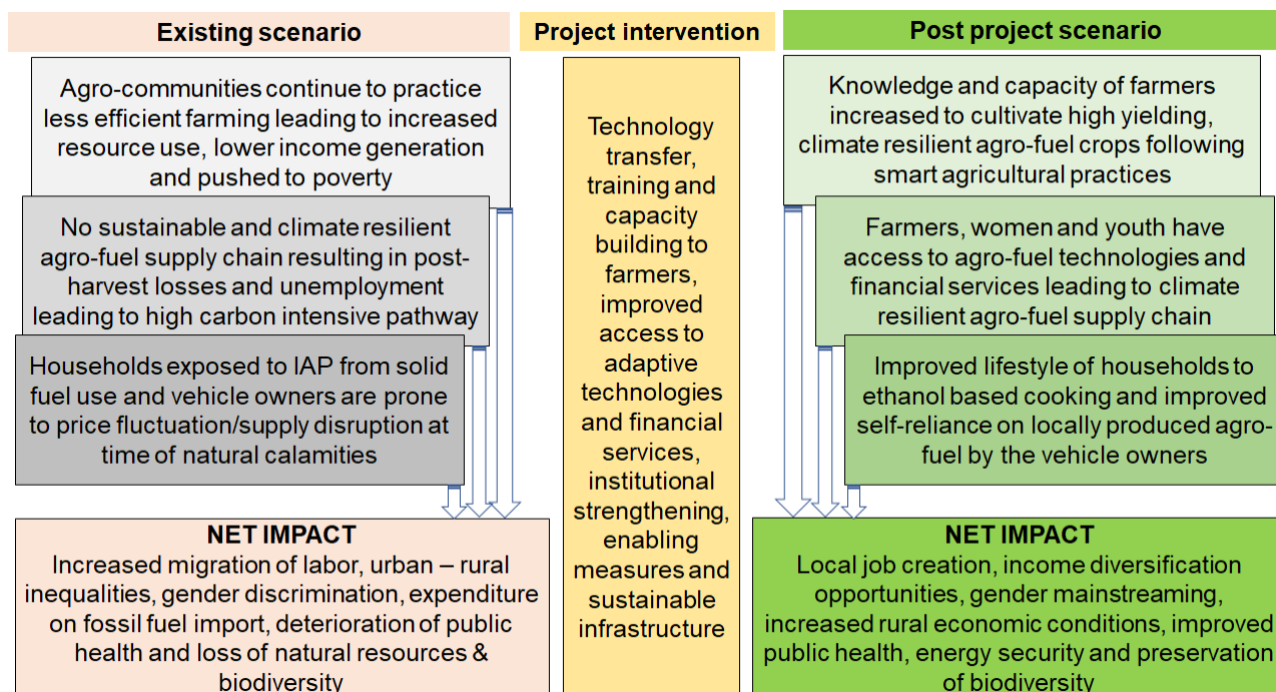 Existing scenario
Agro-communities continue to practice
less efficient farming leading to increased
resource use, lower income generation
and pushed to poverty
No sustainable and climate resilient
agro-fuel supply chain resulting in post-
harvest losses and unemployment
leading to high carbon intensive pathway
Households exposed to IAP from solid
fuel use and vehicle owners are prone
to price fluctuation/supply disruption at
time of natural calamities
NET IMPACT
Increased migration of labor, urban – rural
inequalities, gender discrimination, expenditure
on fossil fuel import, deterioration of public
health and loss of natural resources &
biodiversity
Project intervention
Technology
transfer,
training and
capacity
building to
farmers,
improved
access to
adaptive
technologies
and financial
services,
institutional
strengthening,
enabling
measures and
sustainable
infrastructure
Post project scenario
Knowledge and capacity of farmers
increased to cultivate high yielding,
climate resilient agro-fuel crops following
smart agricultural practices
Farmers, women and youth have
access to agro-fuel technologies and
financial services leading to climate
resilient agro-fuel supply chain
Improved lifestyle of households to
ethanol based cooking and improved
self-reliance on locally produced agro-
fuel by the vehicle owners
NET IMPACT
Local job creation, income diversification
opportunities, gender mainstreaming,
increased rural economic conditions, improved
public health, energy security and preservation
of biodiversity